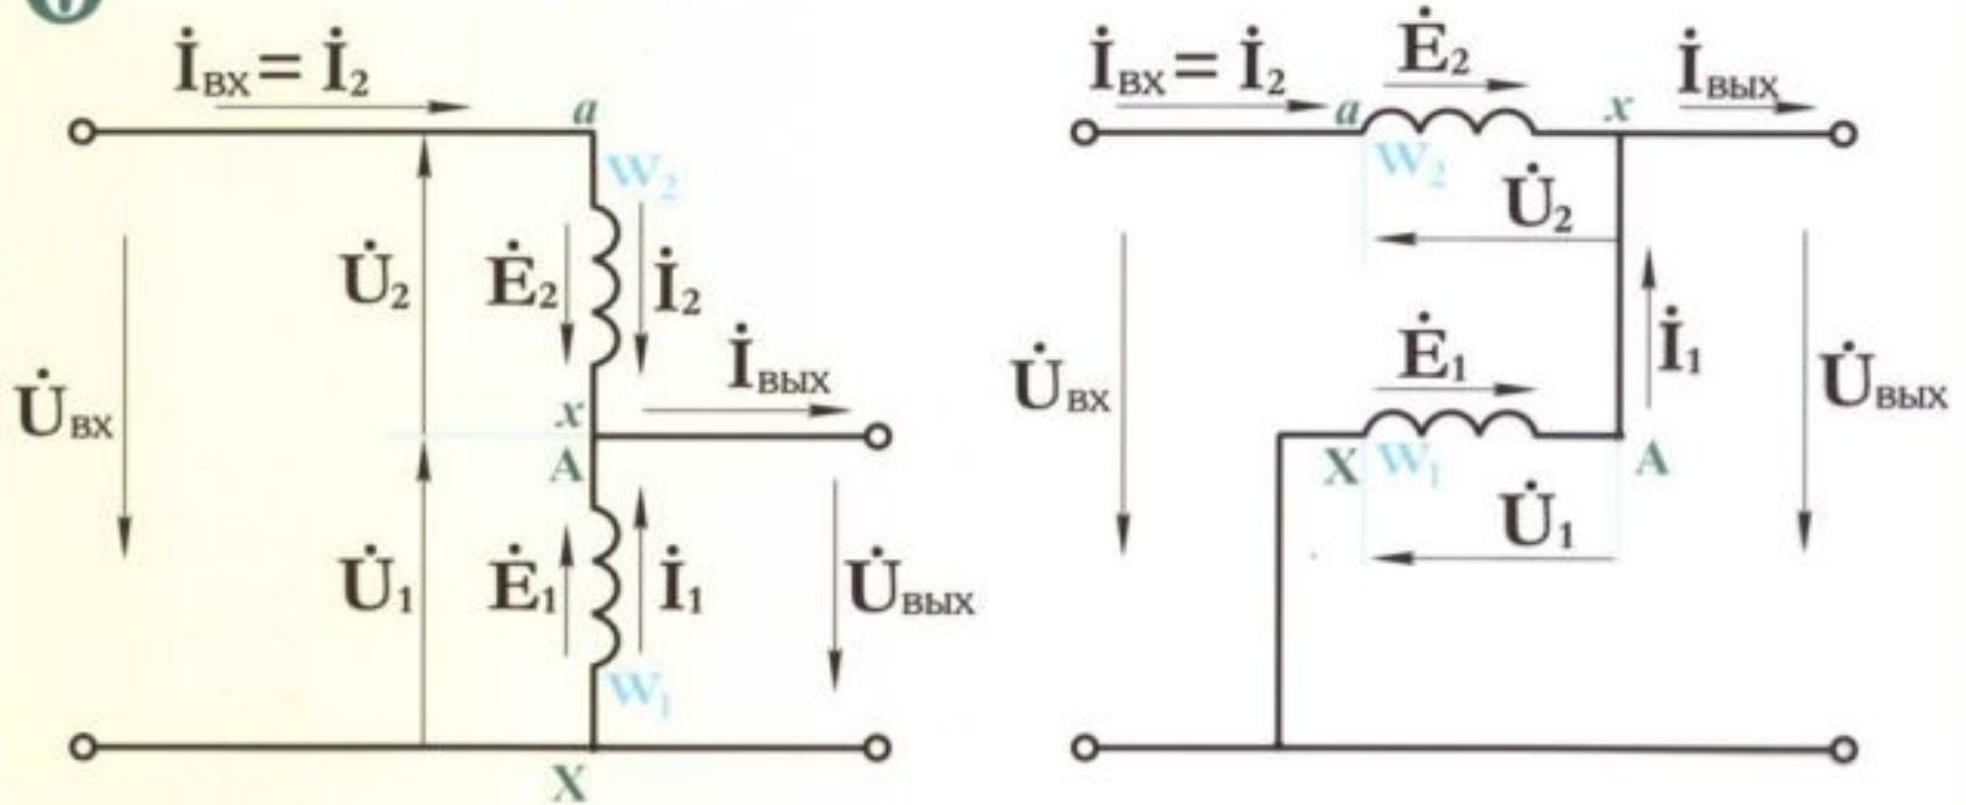 б
İвх = İ₂
a
W₂
U̇₂
Ė₂
İ₂
İвых
U̇вх
x
A
U̇₁
Ė₁
İ₁
U̇вых
W₁
X
İвх = İ₂
Ė₂
İвых
a
x
W₂
U̇₂
Ė₁
İ₁
U̇вх
U̇вых
X
W₁
A
U̇₁